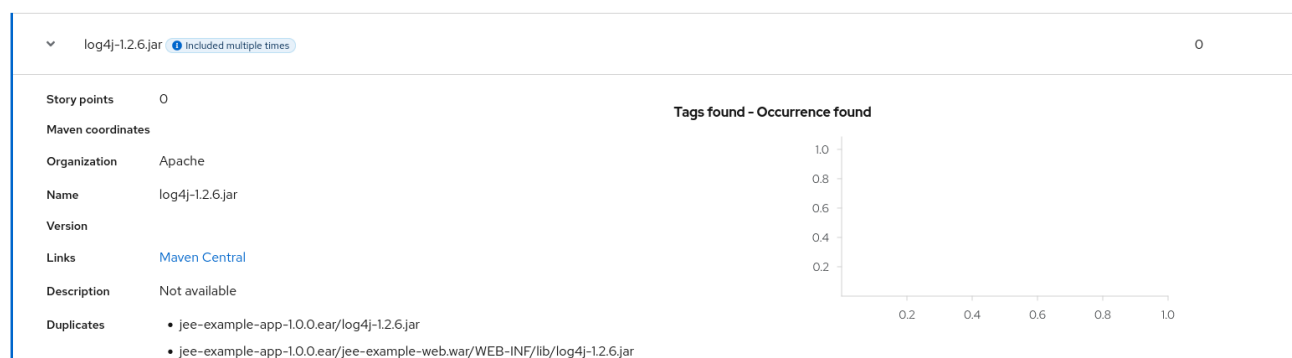 log4j-1.2.6.jar Included multiple times 0
Story points 0
Maven coordinates
Organization Apache
Name log4j-1.2.6.jar
Version
Links Maven Central
Description Not available
Duplicates • jee-example-app-1.0.0.ear/log4j-1.2.6.jar
• jee-example-app-1.0.0.ear/jee-example-web.war/WEB-INF/lib/log4j-1.2.6.jar
Tags found - Occurrence found
1.0
0.8
0.6
0.4
0.2
0.2 0.4 0.6 0.8 1.0